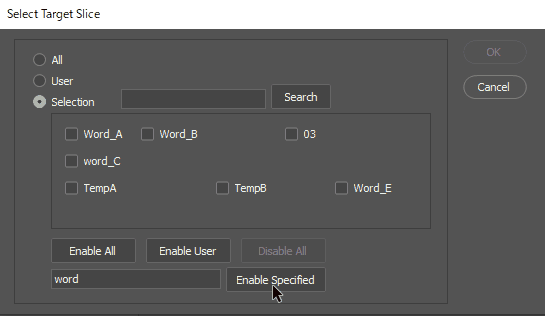 Select Target Slice
All
OK
User
Cancel
Selection
Search
Word_A Word_B 03
word_C
TempA TempB Word_E
Enable All Enable User Disable All
word Enable Specified